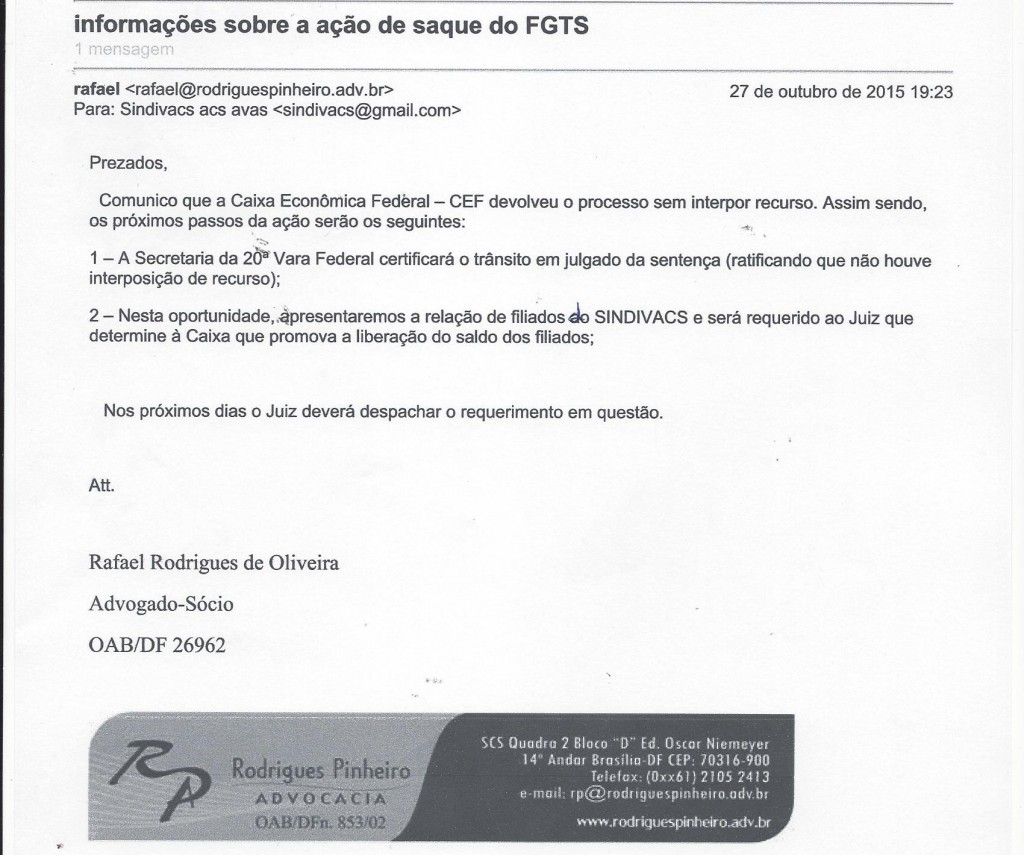 informações sobre a ação de saque do FGTS
1 mensagem
rafael <rafael@rodriguespinheiro.adv.br>
27 de outubro de 2015 19:23
Para: Sindivacs acs avas <sindivacs@gmail.com>
Prezados,
Comunico que a Caixa Econômica Federal – CEF devolveu o processo sem interpor recurso. Assim sendo,
os próximos passos da ação serão os seguintes:
1 – A Secretaria da 20ª Vara Federal certificará o trânsito em julgado da sentença (ratificando que não houve
interposição de recurso);
2 – Nesta oportunidade, apresentaremos a relação de filiados do SINDIVACS e será requerido ao Juiz que
determine à Caixa que promova a liberação do saldo dos filiados;
Nos próximos dias o Juiz deverá despachar o requerimento em questão.
Att.
Rafael Rodrigues de Oliveira
Advogado-Sócio
OAB/DF 26962
RP
Rodrigues Pinheiro
ADVOCACIA
OAB/DFn. 853/02
SCS Quadra 2 Bloco "D" Ed. Oscar Niemeyer
14° Andar Brasília-DF CEP: 70316-900
Telefax: (0xx61) 2105 2413
e-mail: rp@rodriguespinheiro.adv.br
www.rodriguespinheiro.adv.br